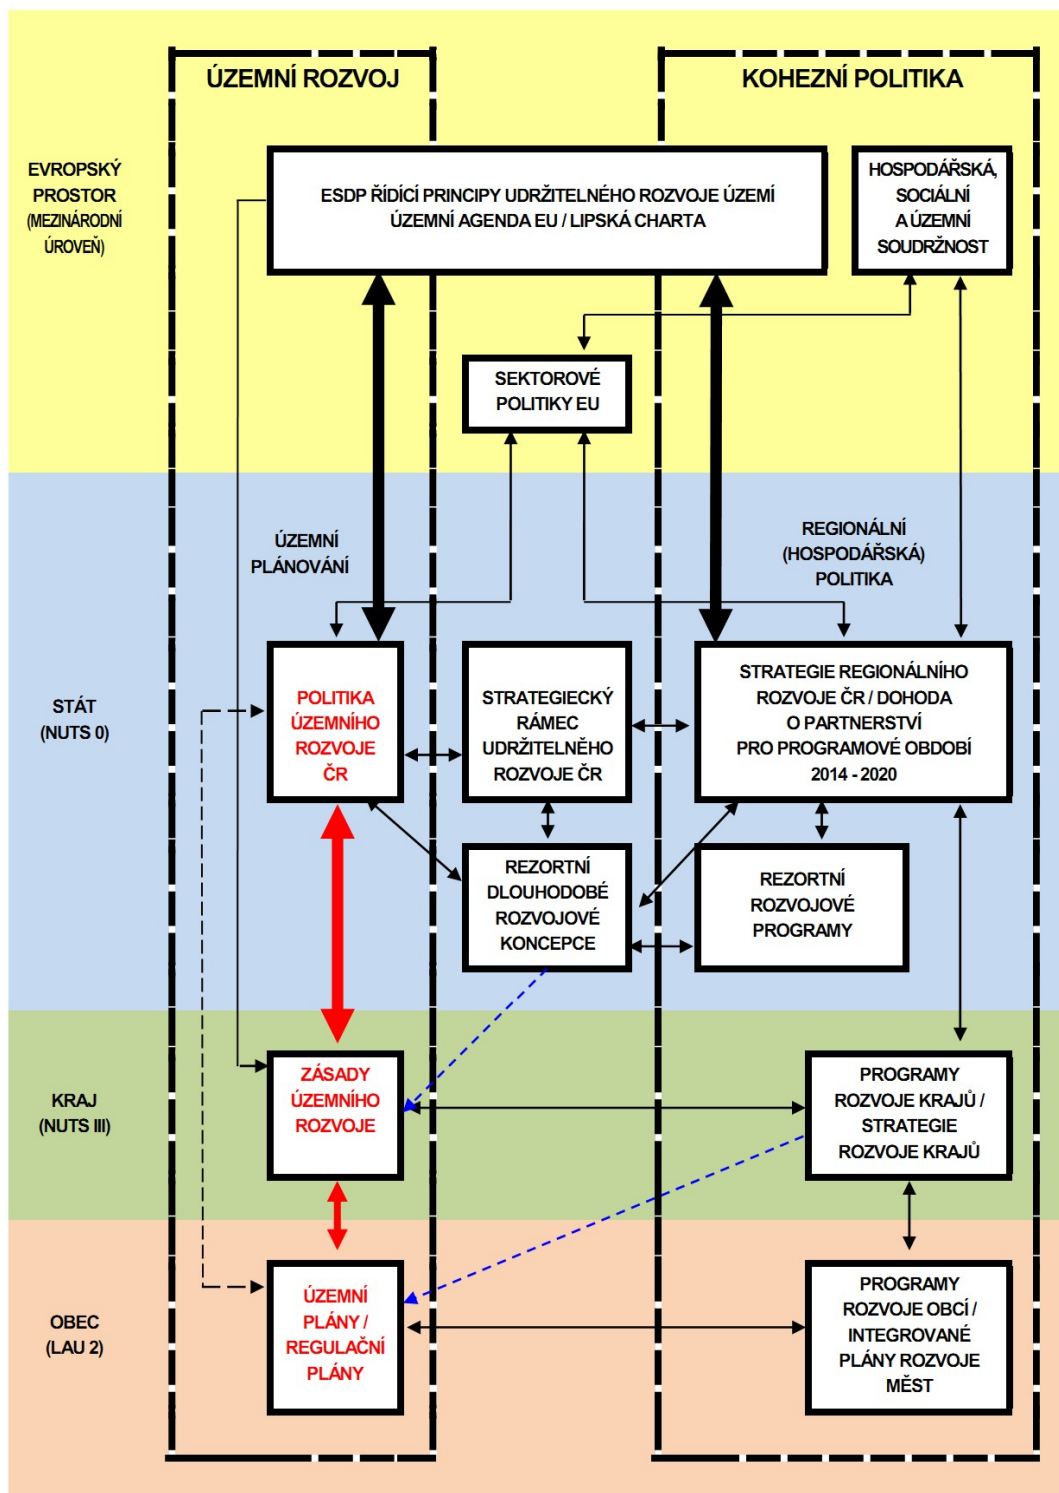 ÚZEMNÍ ROZVOJ
KOHEZNÍ POLITIKA
EVROPSKÝ
PROSTOR
(MEZINÁRODNÍ
ÚROVEŇ)
ESDP ŘÍDÍCÍ PRINCIPY UDRŽITELNÉHO ROZVOJE ÚZEMÍ
ÚZEMNÍ AGENDA EU / LIPSKÁ CHARTA
HOSPODÁŘSKÁ,
SOCIÁLNÍ
A ÚZEMNÍ
SOUDRŽNOST
SEKTOROVÉ
POLITIKY EU
ÚZEMNÍ
PLÁNOVÁNÍ
REGIONÁLNÍ
(HOSPODÁŘSKÁ)
POLITIKA
STÁT
(NUTS 0)
POLITIKA
ÚZEMNÍHO
ROZVOJE
ČR
STRATEGIECKÝ
RÁMEC
UDRŽITELNÉHO
ROZVOJE ČR
STRATEGIE REGIONÁLNÍHO
ROZVOJE ČR / DOHODA
O PARTNERSTVÍ
PRO PROGRAMOVÉ OBDOBÍ
2014 - 2020
REZORTNÍ
DLOUHODOBÉ
ROZVOJOVÉ
KONCEPCE
REZORTNÍ
ROZVOJOVÉ
PROGRAMY
KRAJ
(NUTS III)
ZÁSADY
ÚZEMNÍHO
ROZVOJE
PROGRAMY
ROZVOJE KRAJŮ /
STRATEGIE
ROZVOJE KRAJŮ
OBEC
(LAU 2)
ÚZEMNÍ
PLÁNY /
REGULAČNÍ
PLÁNY
PROGRAMY
ROZVOJE OBCÍ /
INTEGROVANÉ
PLÁNY ROZVOJE
MĚST